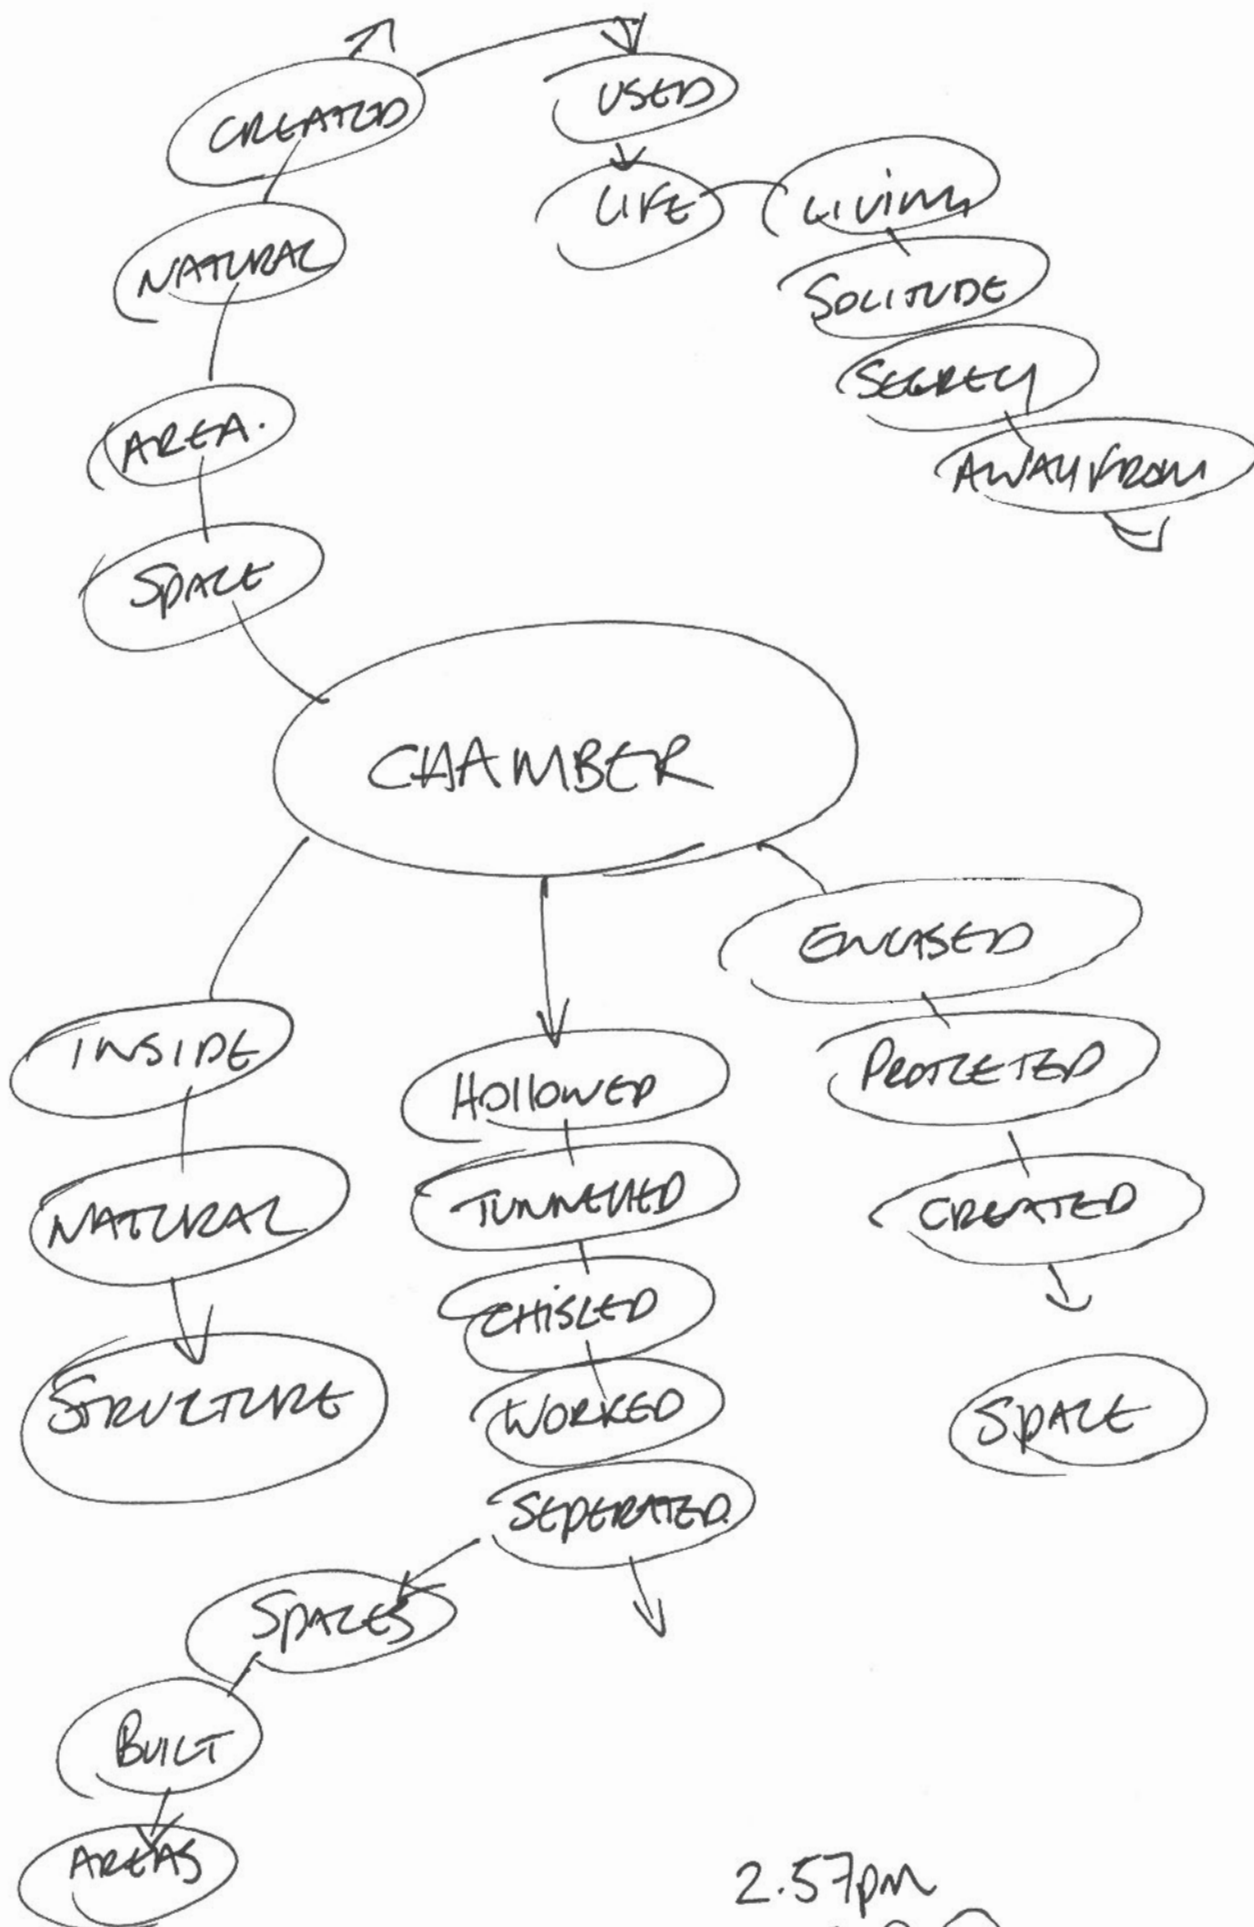 CREATED
USED
LIFE
LIVING
NATURAL
SOLITUDE
SECRECY
AREA.
AWAY FROM
SPACE
CHAMBER
ENCASED
INSIDE
HOLLOWED
PROTECTED
NATURAL
TUNNELLED
CREATED
CHISLED
STRUCTURE
WORKED
SPACE
SEPERATED.
SPACES
BUILT
AREAS
2.57pm